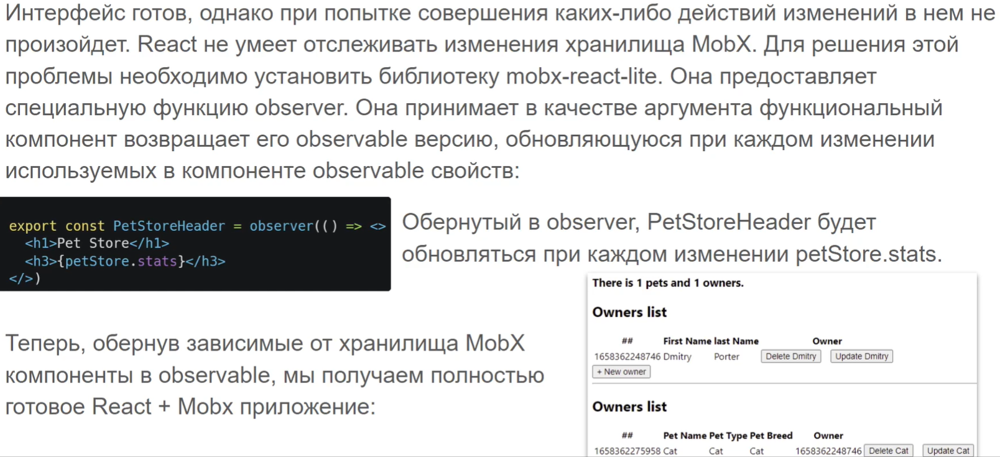 Интерфейс готов, однако при попытке совершения каких-либо действий изменений в нем не
произойдет. React не умеет отслеживать изменения хранилища MobX. Для решения этой
проблемы необходимо установить библиотеку mobx-react-lite. Она предоставляет
специальную функцию observer. Она принимает в качестве аргумента функциональный
компонент возвращает его observable версию, обновляющуюся при каждом изменении
используемых в компоненте observable свойств:
export const PetStoreHeader = observer(() => <>
  <h1>Pet Store</h1>
  <h3>{petStore.stats}</h3>
</>)
Обернутый в observer, PetStoreHeader будет
обновляться при каждом изменении petStore.stats.
Теперь, обернув зависимые от хранилища MobX
компоненты в observable, мы получаем полностью
готовое React + Mobx приложение:
There is 1 pets and 1 owners.
Owners list
## First Name last Name Owner
1658362248746 Dmitry Porter Delete Dmitry Update Dmitry
+ New owner
Owners list
## Pet Name Pet Type Pet Breed Owner
1658362275958 Cat Cat Cat 1658362248746 Delete Cat Update Cat